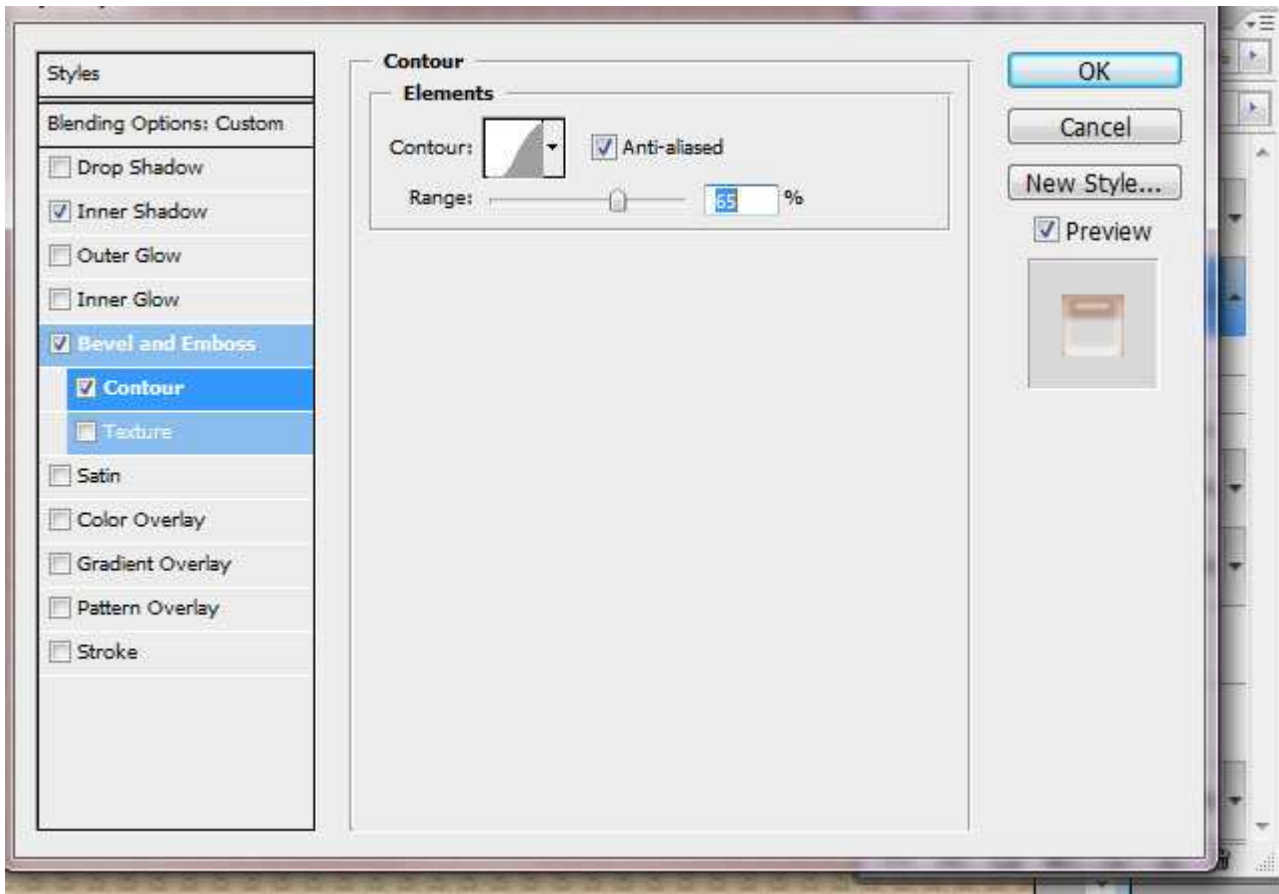 Styles
Blending Options: Custom
Drop Shadow
Inner Shadow
Outer Glow
Inner Glow
Bevel and Emboss
Contour
Texture
Satin
Color Overlay
Gradient Overlay
Pattern Overlay
Stroke
Contour
Elements
Contour:
Anti-aliased
Range: 65 %
OK
Cancel
New Style...
Preview